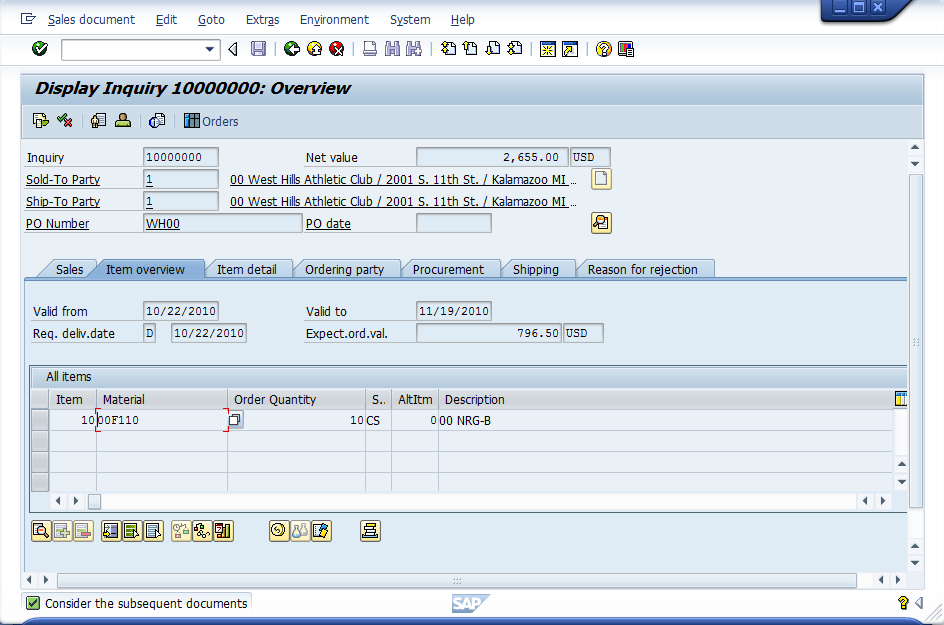 Sales document Edit Goto Extras Environment System Help
Display Inquiry 10000000: Overview
Orders
Inquiry 10000000 Net value 2,655.00 USD
Sold-To Party 1 00 West Hills Athletic Club / 2001 S. 11th St. / Kalamazoo MI ...
Ship-To Party 1 00 West Hills Athletic Club / 2001 S. 11th St. / Kalamazoo MI ...
PO Number WH00 PO date
Sales Item overview Item detail Ordering party Procurement Shipping Reason for rejection
Valid from 10/22/2010 Valid to 11/19/2010
Req. deliv.date D 10/22/2010 Expect.ord.val. 796.50 USD
All items
Item Material Order Quantity S.. AltItm Description
10 00F110 10 CS 0 00 NRG-B
Consider the subsequent documents SAP